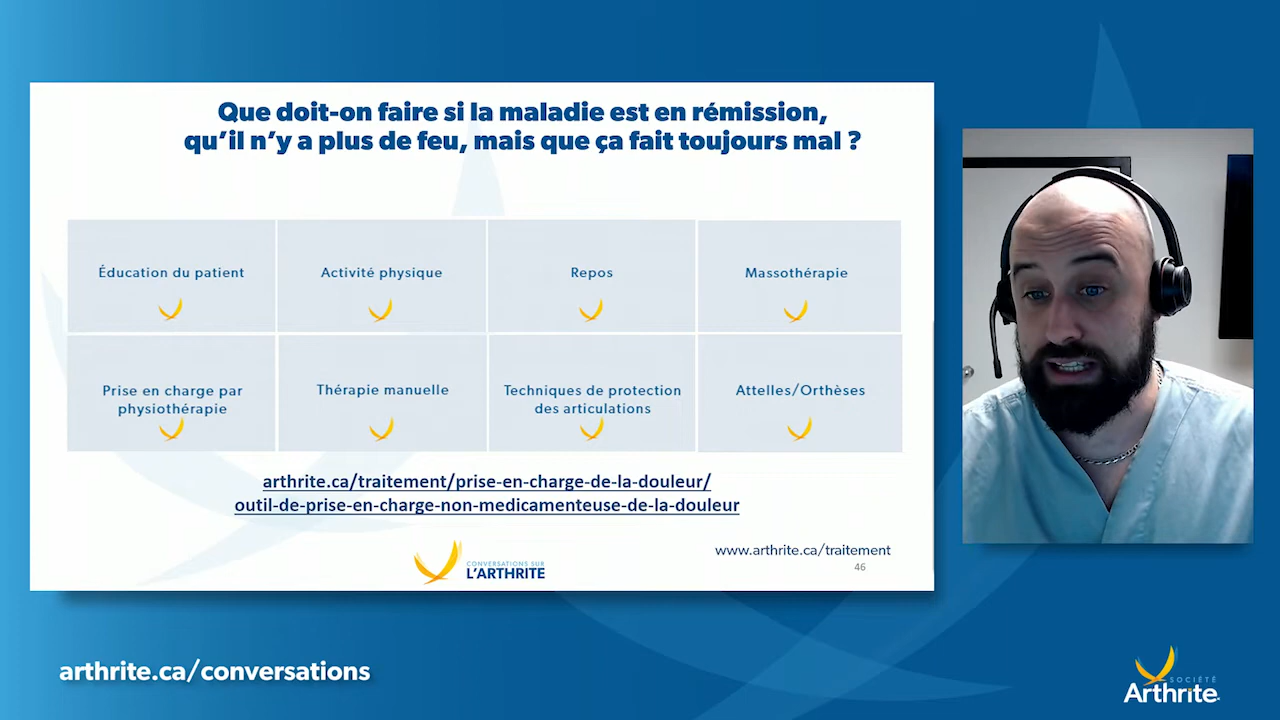 Que doit-on faire si la maladie est en rémission,
qu'il n'y a plus de feu, mais que ça fait toujours mal ?
Éducation du patient
Activité physique
Repos
Massothérapie
Prise en charge par
physiothérapie
Thérapie manuelle
Techniques de protection
des articulations
Attelles/Orthèses
arthrite.ca/traitement/prise-en-charge-de-la-douleur/
outil-de-prise-en-charge-non-medicamenteuse-de-la-douleur
CONVERSATIONS SUR
L'ARTHRITE
www.arthrite.ca/traitement
46
arthrite.ca/conversations
SOCIÉTÉ
Arthrite